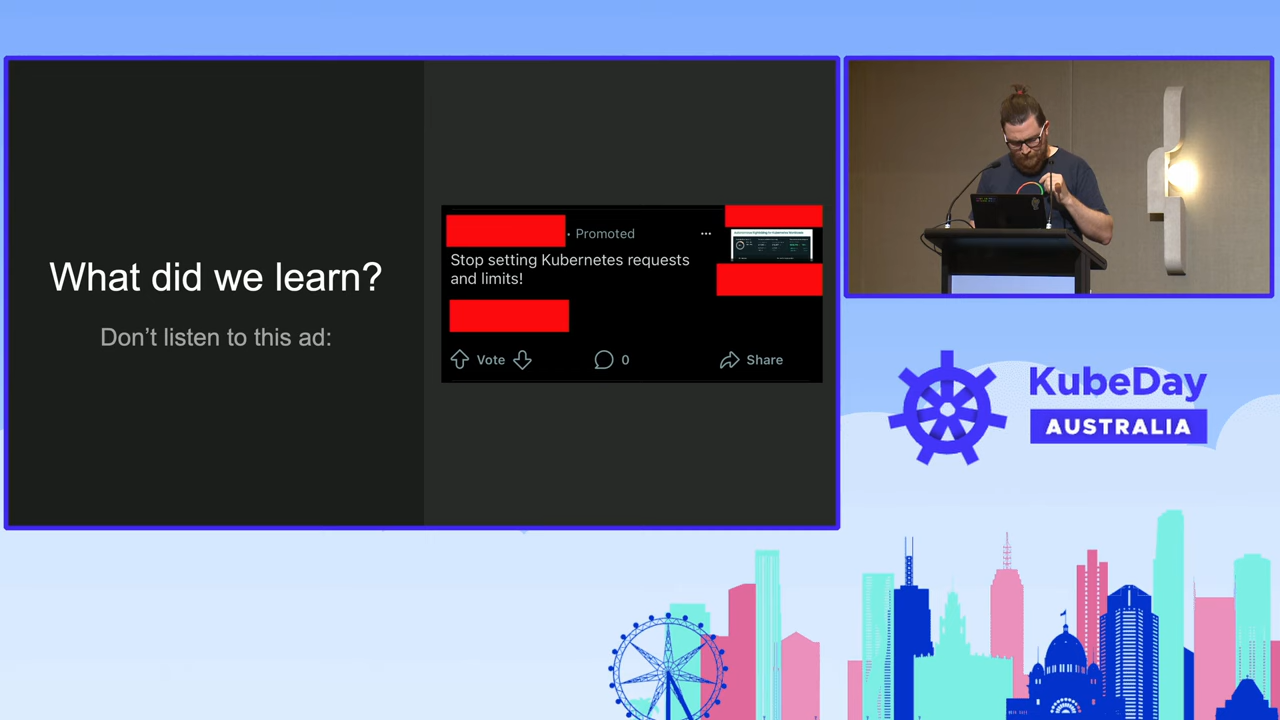 What did we learn?
Don’t listen to this ad:
· Promoted
...
Stop setting Kubernetes requests
and limits!
Vote
0
Share
KubeDay
AUSTRALIA